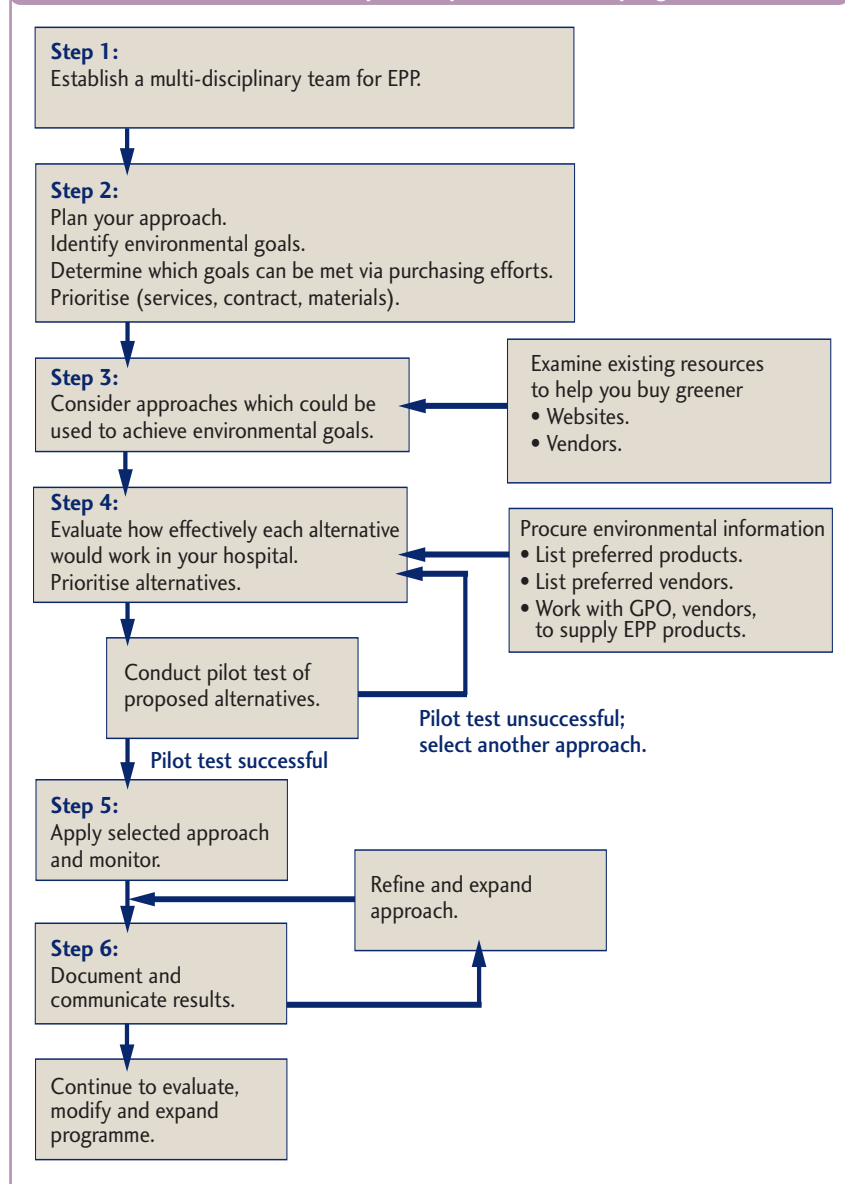 Step 1:
Establish a multi-disciplinary team for EPP.
Step 2:
Plan your approach.
Identify environmental goals.
Determine which goals can be met via purchasing efforts.
Prioritise (services, contract, materials).
Step 3:
Consider approaches which could be
used to achieve environmental goals.
Examine existing resources
to help you buy greener
• Websites.
• Vendors.
Step 4:
Evaluate how effectively each alternative
would work in your hospital.
Prioritise alternatives.
Procure environmental information
• List preferred products.
• List preferred vendors.
• Work with GPO, vendors,
to supply EPP products.
Conduct pilot test of
proposed alternatives.
Pilot test unsuccessful;
select another approach.
Pilot test successful
Step 5:
Apply selected approach
and monitor.
Refine and expand
approach.
Step 6:
Document and
communicate results.
Continue to evaluate,
modify and expand
programme.